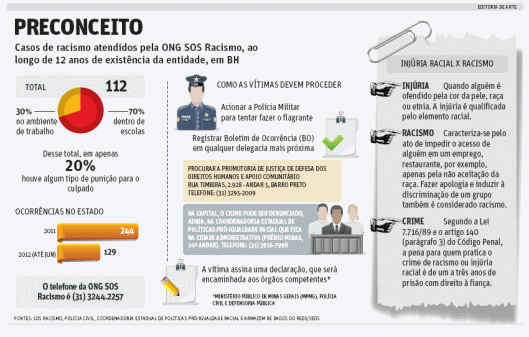 EDITORIA DE ARTE
PRECONCEITO
Casos de racismo atendidos pela ONG SOS Racismo, ao
longo de 12 anos de existência da entidade, em BH
TOTAL
112
30%
no ambiente
de trabalho
70%
dentro de
escolas
Desse total, em apenas
20%
houve algum tipo de punição para o
culpado
OCORRÊNCIAS NO ESTADO
2011
244
2012 (ATÉ JUN)
129
O telefone da ONG SOS
Racismo é (31) 3244.2257
COMO AS VÍTIMAS DEVEM PROCEDER
Acionar a Polícia Militar
para tentar fazer o flagrante
Registrar Boletim de Ocorrência (BO)
em qualquer delegacia mais próxima
PROCURAR A PROMOTORIA DE JUSTIÇA DE DEFESA DOS
DIREITOS HUMANOS E APOIO COMUNITÁRIO
RUA TIMBIRAS, 2.928 - ANDAR 5, BARRO PRETO
TELEFONE: (31) 3295-2009
NA CAPITAL, O CRIME PODE SER DENUNCIADO,
AINDA, NA COORDENADORIA ESTADUAL DE
POLÍTICAS PRÓ-IGUALDADE RACIAL QUE FICA
NA CIDADE ADMINISTRATIVA (PRÉDIO MINAS,
14º ANDAR). TELEFONE: (31) 3916-7996
A vítima assina uma declaração, que será
encaminhada aos órgãos competentes*
*MINISTÉRIO PÚBLICO DE MINAS GERAIS (MPMG), POLÍCIA
CIVIL E DEFENSORIA PÚBLICA
INJÚRIA RACIAL X RACISMO
INJÚRIA Quando alguém é
ofendido pela cor da pele, raça
ou etnia. A injúria é qualificada
pelo elemento racial.
RACISMO Caracteriza-se pelo
ato de impedir o acesso de
alguém em um emprego,
restaurante, por exemplo,
apenas pela não aceitação da
raça. Fazer apologia e induzir à
discriminação de um grupo
também é considerado racismo.
CRIME Segundo a Lei
7.716/89 e o artigo 140
(parágrafo 3) do Código Penal,
a pena para quem pratica o
crime de racismo ou injúria
racial é de um a três anos de
prisão com direito à fiança.
FONTES: SOS RACISMO, POLÍCIA CIVIL, COORDENADORIA ESTADUAL DE POLÍTICAS PRÓ-IGUALDADE RACIAL E ARMAZÉM DE DADOS DO REDS/SEDS